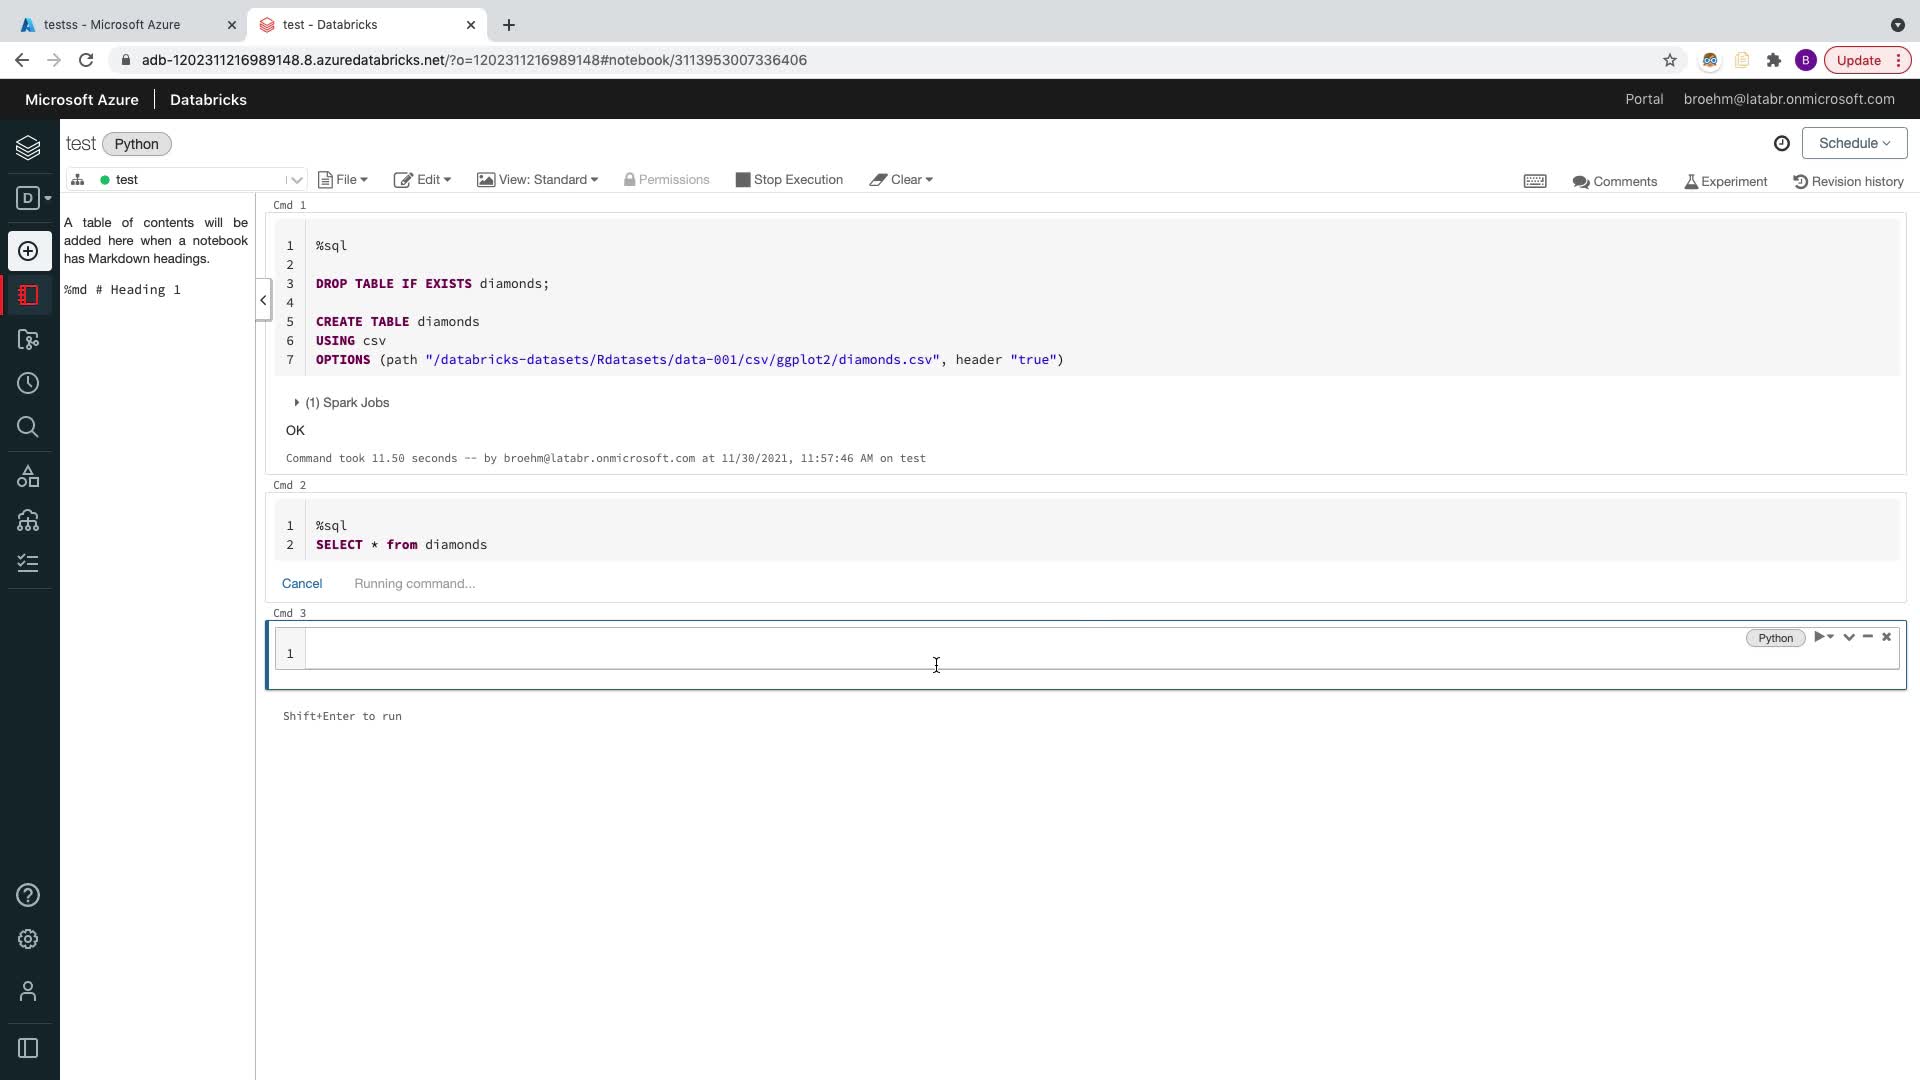 testss - Microsoft Azure
test - Databricks
adb-1202311216989148.8.azuredatabricks.net/?o=1202311216989148#notebook/3113953007336406
B
Update
Microsoft Azure
Databricks
Portal
broehm@latabr.onmicrosoft.com
test
Python
Schedule
D
test
File
Edit
View: Standard
Permissions
Stop Execution
Clear
Comments
Experiment
Revision history
A table of contents will be
added here when a notebook
has Markdown headings.
%md # Heading 1
Cmd 1
1 %sql
2
3 DROP TABLE IF EXISTS diamonds;
4
5 CREATE TABLE diamonds
6 USING csv
7 OPTIONS (path "/databricks-datasets/Rdatasets/data-001/csv/ggplot2/diamonds.csv", header "true")
(1) Spark Jobs
OK
Command took 11.50 seconds -- by broehm@latabr.onmicrosoft.com at 11/30/2021, 11:57:46 AM on test
Cmd 2
1 %sql
2 SELECT * from diamonds
Cancel
Running command...
Cmd 3
Python
1
Shift+Enter to run